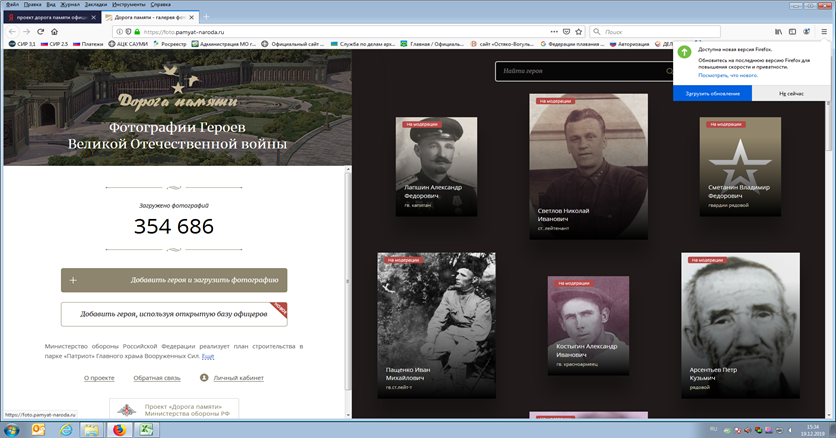 Файл Правка Вид Журнал Закладки Инструменты Справка
проект дорога памяти офици
Дорога памяти - галерея фот
https://foto.pamyat-naroda.ru
Поиск
СИР 3,1 СИР 2.5 Платежи АЦК САУМИ Росреестр Администрация МО г... Официальный сайт ... Служба по делам арх... Главная / Официаль... сайт «Остяко-Вогуль... Федерация плавания ... Авторизация
Доступна новая версия Firefox.
Обновитесь на последнюю версию Firefox для
повышения скорости и приватности.
Посмотреть, что нового.
Загрузить обновление
Не сейчас
Дорога памяти
Фотографии Героев
Великой Отечественной войны
Загружено фотографий
354 686
+ Добавить героя и загрузить фотографию
Добавить героя, используя открытую базу офицеров
Министерство обороны Российской Федерации реализует план строительства в
парке «Патриот» Главного храма Вооруженных Сил. Ещё
О проекте Обратная связь Личный кабинет
Проект «Дорога памяти»
Министерства обороны РФ
https://foto.pamyat-naroda.ru
Найти героя
На модерации
Лапшин Александр
Федорович
гв. капитан
На модерации
Светлов Николай
Иванович
ст. лейтенант
На модерации
Сметанин Владимир
Федорович
гвардии рядовой
На модерации
Пащенко Иван
Михайлович
гв.ст.лейт-т
На модерации
Костыгин Александр
Иванович
гв. красноармеец
На модерации
Арсентьев Петр
Кузьмич
рядовой
RU
15:34
19.12.2019